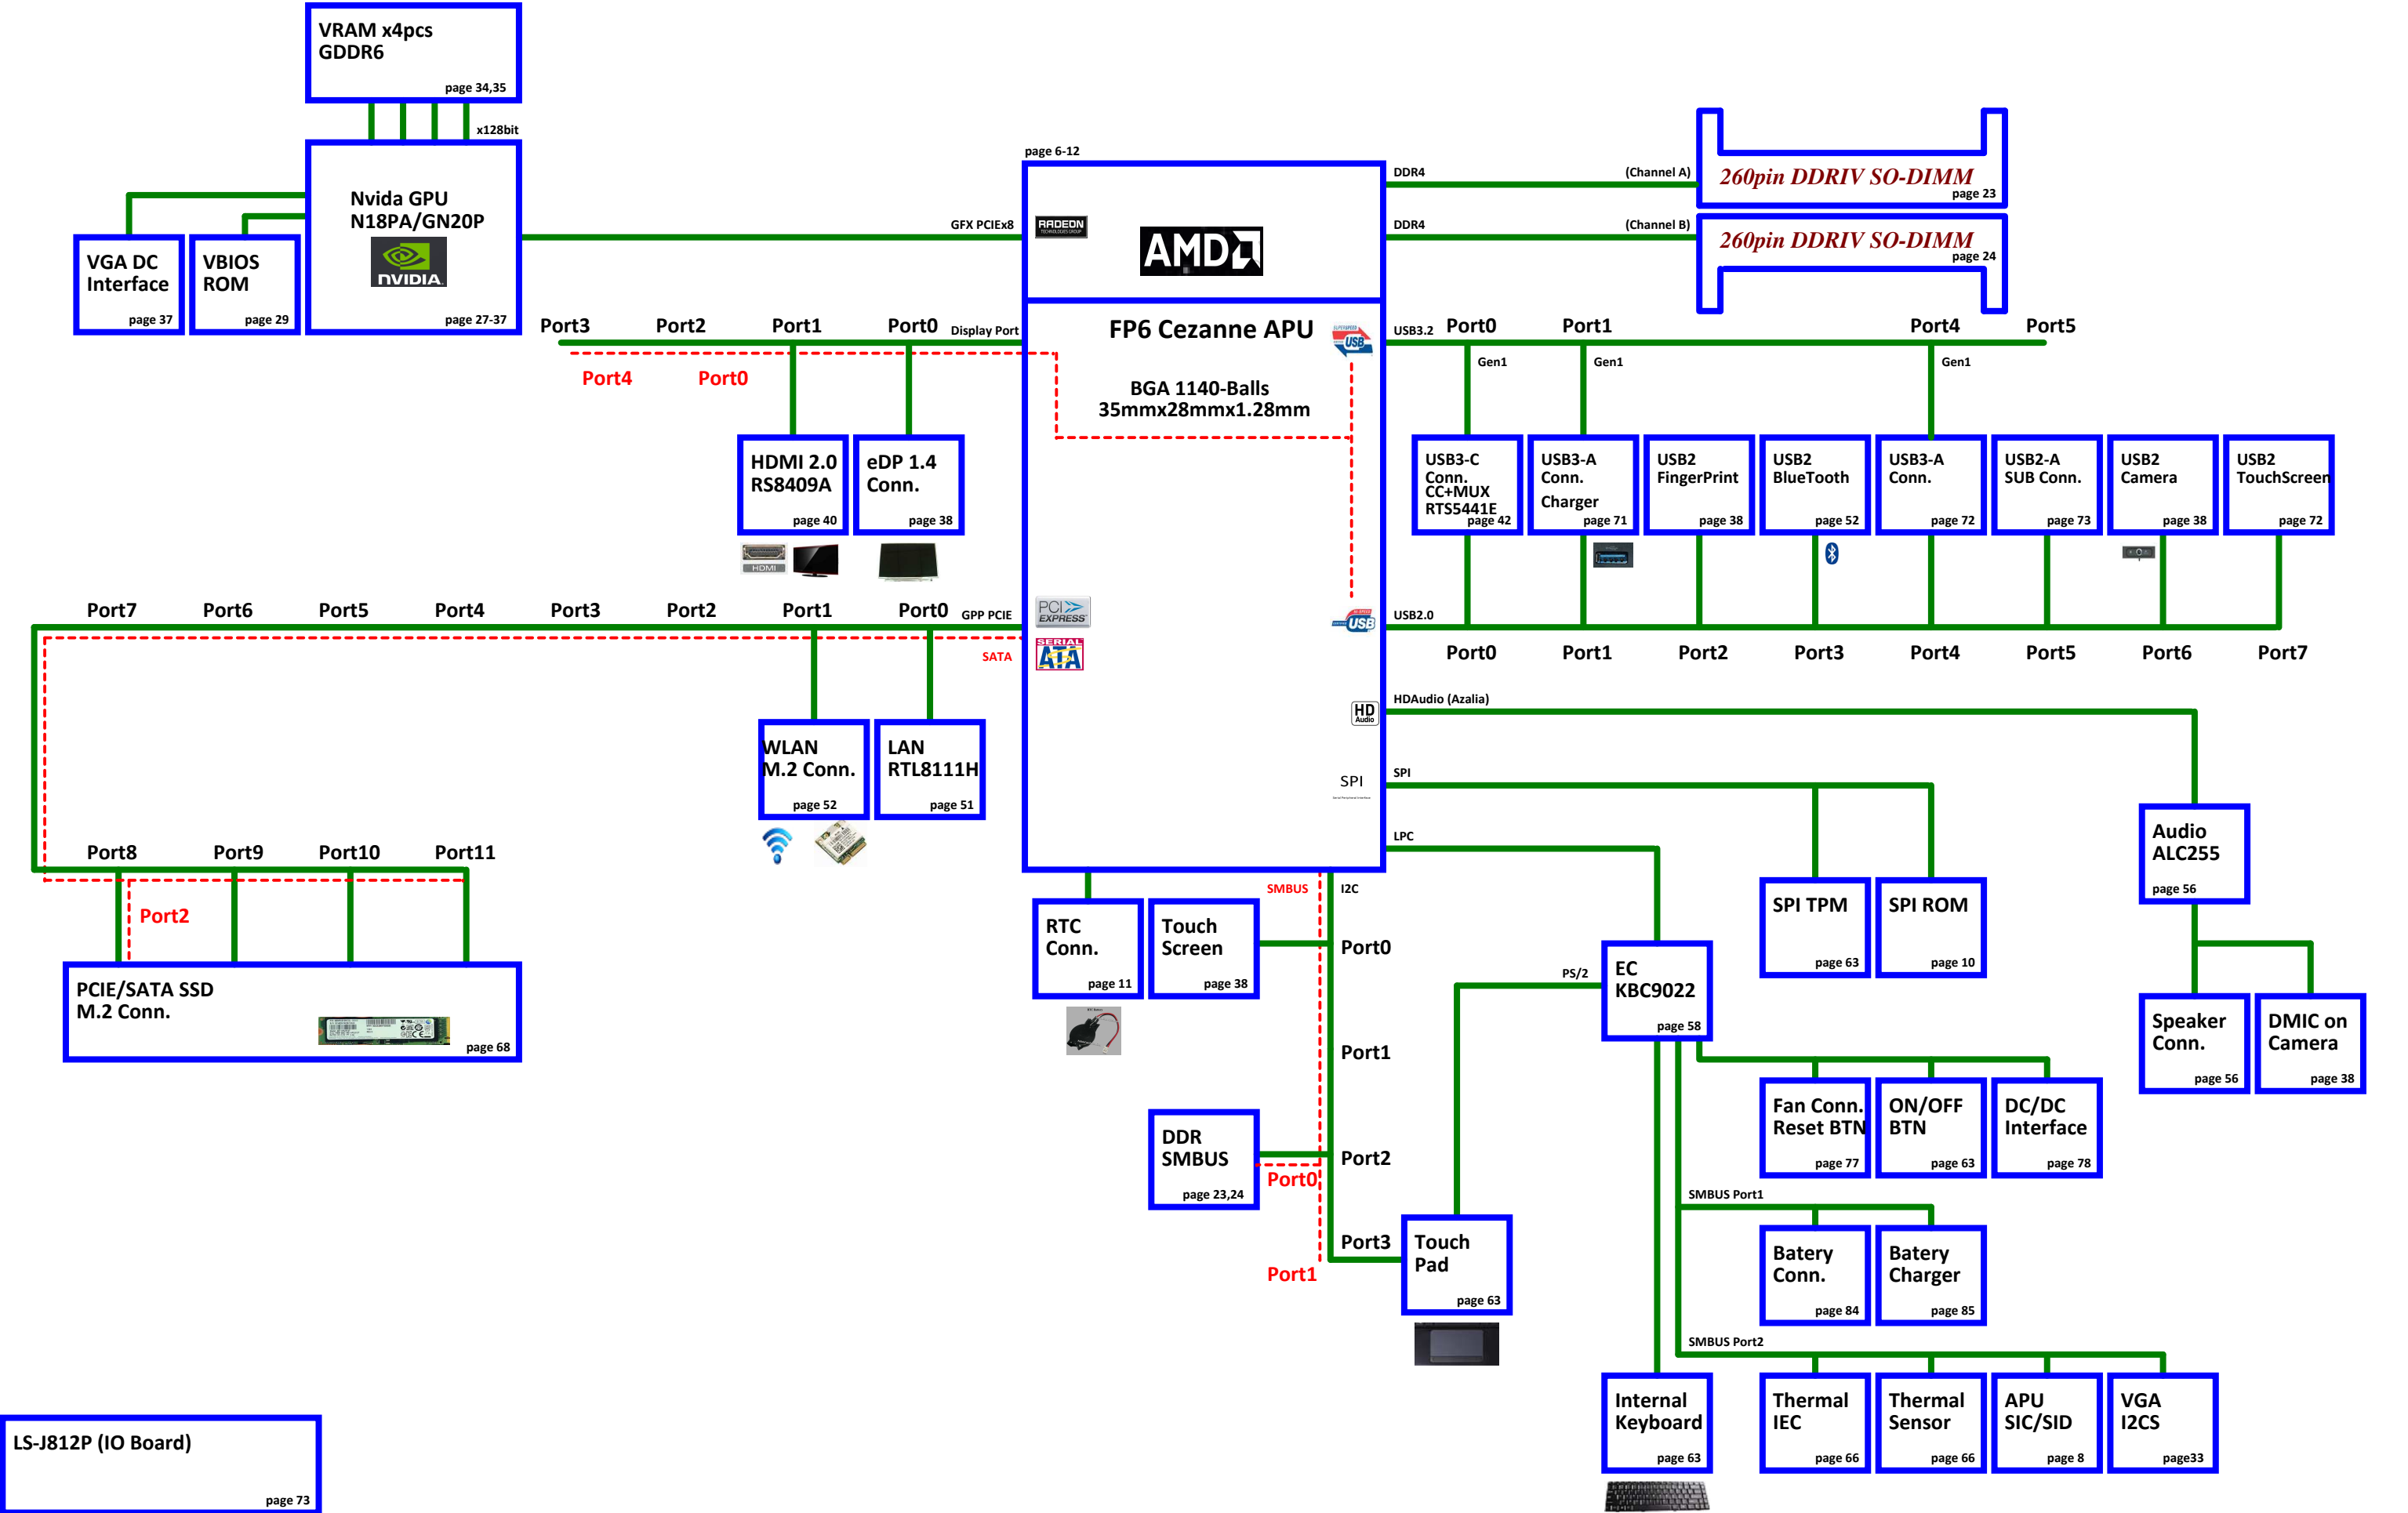 VRAM x4pcs
GDDR6
page 34,35
x128bit
Nvida GPU
N18PA/GN20P
NVIDIA
page 27-37
VGA DC
Interface
page 37
VBIOS
ROM
page 29
GFX PCIEx8
page 6-12
RADEON
TECHNOLOGIES GROUP
AMD
DDR4
(Channel A)
260pin DDRIV SO-DIMM
page 23
DDR4
(Channel B)
260pin DDRIV SO-DIMM
page 24
FP6 Cezanne APU
BGA 1140-Balls
35mmx28mmx1.28mm
Port3
Port2
Port1
Port0
Display Port
Port4
Port0
HDMI 2.0
RS8409A
page 40
HDMI
eDP 1.4
Conn.
page 38
USB
USB3.2
Port0
Port1
Port4
Port5
Gen1
Gen1
Gen1
USB3-C
Conn.
CC+MUX
RTS5441E
page 42
USB3-A
Conn.
Charger
page 71
USB2
FingerPrint
page 38
USB2
BlueTooth
page 52
USB3-A
Conn.
page 72
USB2-A
SUB Conn.
page 73
USB2
Camera
page 38
USB2
TouchScreen
page 72
USB
USB2.0
Port0
Port1
Port2
Port3
Port4
Port5
Port6
Port7
Port7
Port6
Port5
Port4
Port3
Port2
Port1
Port0
GPP PCIE
PCI
EXPRESS
SATA
SERIAL
ATA
WLAN
M.2 Conn.
page 52
LAN
RTL8111H
page 51
Port8
Port9
Port10
Port11
Port2
PCIE/SATA SSD
M.2 Conn.
page 68
HD
Audio
HDAudio (Azalia)
SPI
SPI
LPC
Audio
ALC255
page 56
Speaker
Conn.
page 56
DMIC on
Camera
page 38
SPI TPM
page 63
SPI ROM
page 10
SMBUS
I2C
RTC
Conn.
page 11
Touch
Screen
page 38
Port0
Port1
DDR
SMBUS
page 23,24
Port2
Port0
Port3
Port1
Touch
Pad
page 63
PS/2
EC
KBC9022
page 58
Fan Conn.
Reset BTN
page 77
ON/OFF
BTN
page 63
DC/DC
Interface
page 78
SMBUS Port1
Batery
Conn.
page 84
Batery
Charger
page 85
SMBUS Port2
Internal
Keyboard
page 63
Thermal
IEC
page 66
Thermal
Sensor
page 66
APU
SIC/SID
page 8
VGA
I2CS
page33
LS-J812P (IO Board)
page 73